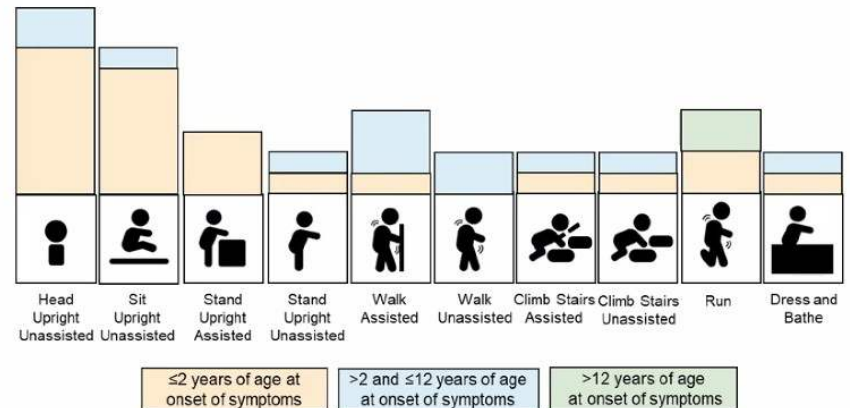 Head
Upright
Unassisted
Sit
Upright
Unassisted
Stand
Upright
Assisted
Stand
Upright
Unassisted
Walk
Assisted
Walk
Unassisted
Climb Stairs
Assisted
Climb Stairs
Unassisted
Run
Dress and
Bathe
≤2 years of age at
onset of symptoms
>2 and ≤12 years of age
at onset of symptoms
>12 years of age
at onset of symptoms